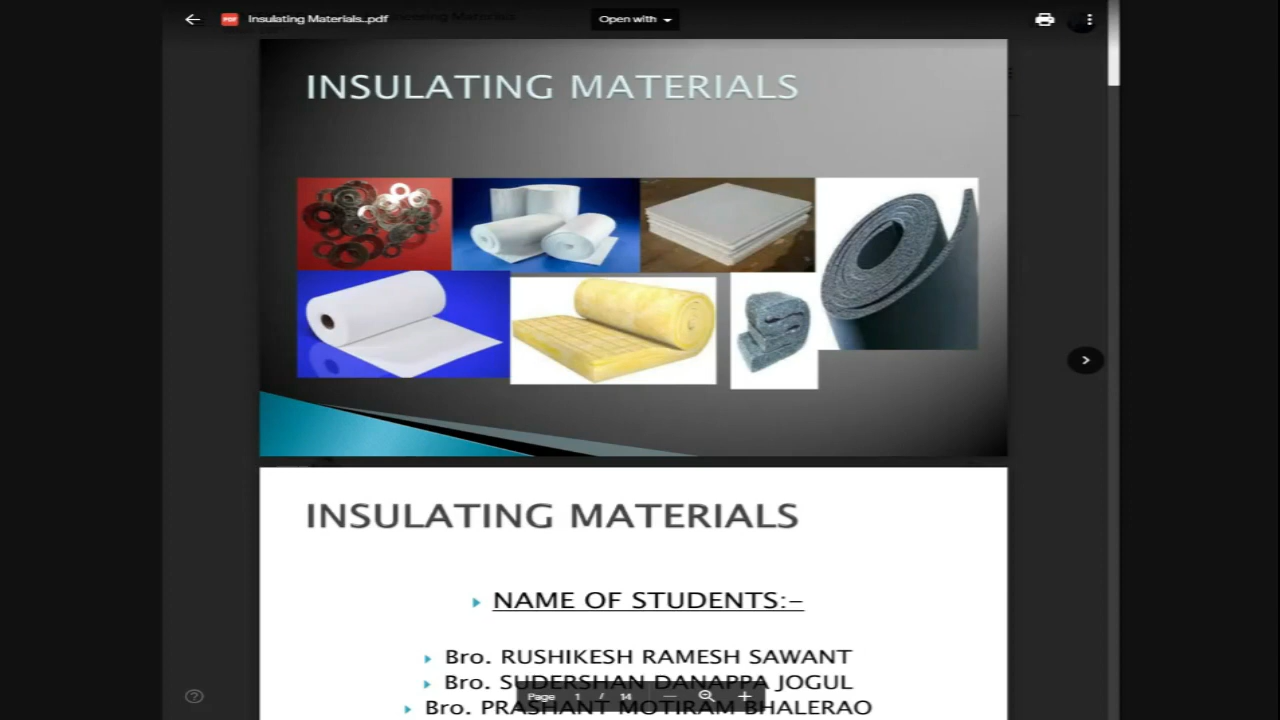 Insulating Materials..pdf
Open with
INSULATING MATERIALS
INSULATING MATERIALS
NAME OF STUDENTS:-
Bro. RUSHIKESH RAMESH SAWANT
Bro. SUDERSHAN DANAPPA JOGUL
Page 1 / 14
Bro. PRASHANT MOTIRAM BHALERAO